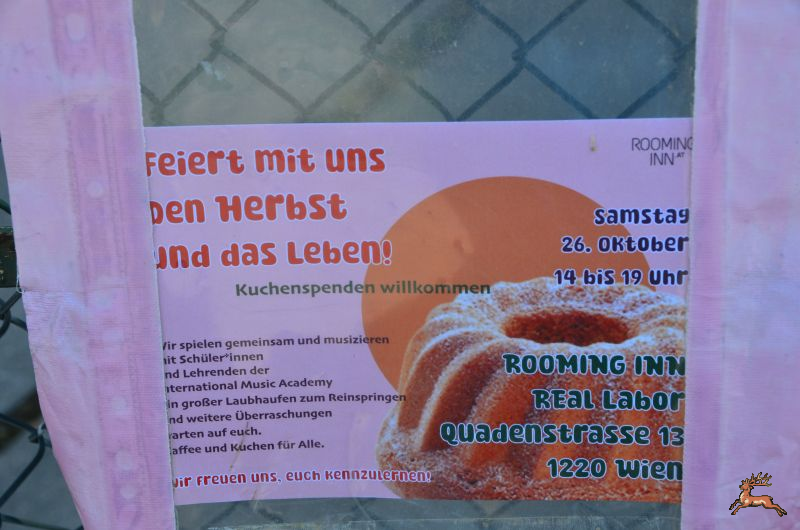 Feiert mit uns
den Herbst
und das Leben!
Kuchenspenden willkommen
ROOMING
INN.AT
Samstag
26. Oktober
14 bis 19 Uhr
Wir spielen gemeinsam und musizieren
mit Schüler*innen
und Lehrenden der
International Music Academy
Ein großer Laubhaufen zum Reinspringen
und weitere Überraschungen
warten auf euch.
Kaffee und Kuchen für Alle.
Wir freuen uns, euch kennzulernen!
ROOMING INN
REAL LABOR
Quadenstrasse 13
1220 Wien